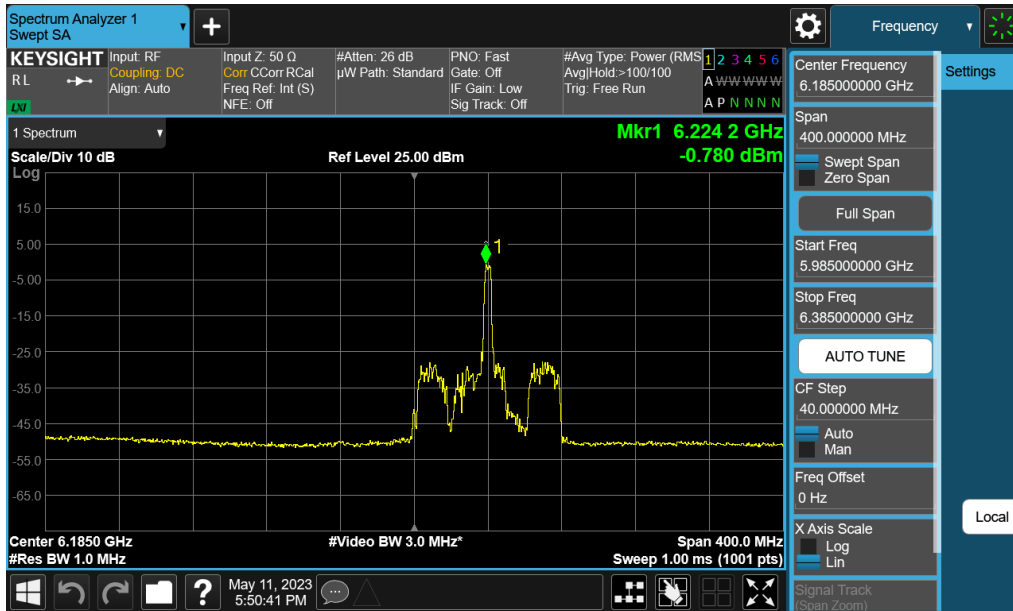 Spectrum Analyzer 1
Swept SA
+
Frequency
KEYSIGHT
RL
LXI
Input: RF
Coupling: DC
Align: Auto
Input Z: 50 Ω
Corr CCorr RCal
Freq Ref: Int (S)
NFE: Off
#Atten: 26 dB
µW Path: Standard
PNO: Fast
Gate: Off
IF Gain: Low
Sig Track: Off
#Avg Type: Power (RMS
Avg|Hold:>100/100
Trig: Free Run
1 2 3 4 5 6
A W W W W W
A P N N N N
1 Spectrum
Scale/Div 10 dB
Log
Ref Level 25.00 dBm
Mkr1 6.224 2 GHz
-0.780 dBm
15.0
5.00
-5.00
-15.0
-25.0
-35.0
-45.0
-55.0
-65.0
1
Center 6.1850 GHz
#Res BW 1.0 MHz
#Video BW 3.0 MHz*
Span 400.0 MHz
Sweep 1.00 ms (1001 pts)
Center Frequency
6.185000000 GHz
Span
400.000000 MHz
Swept Span
Zero Span
Full Span
Start Freq
5.985000000 GHz
Stop Freq
6.385000000 GHz
AUTO TUNE
CF Step
40.000000 MHz
Auto
Man
Freq Offset
0 Hz
X Axis Scale
Log
Lin
Signal Track
(Span Zoom)
Settings
Local
?
May 11, 2023
5:50:41 PM